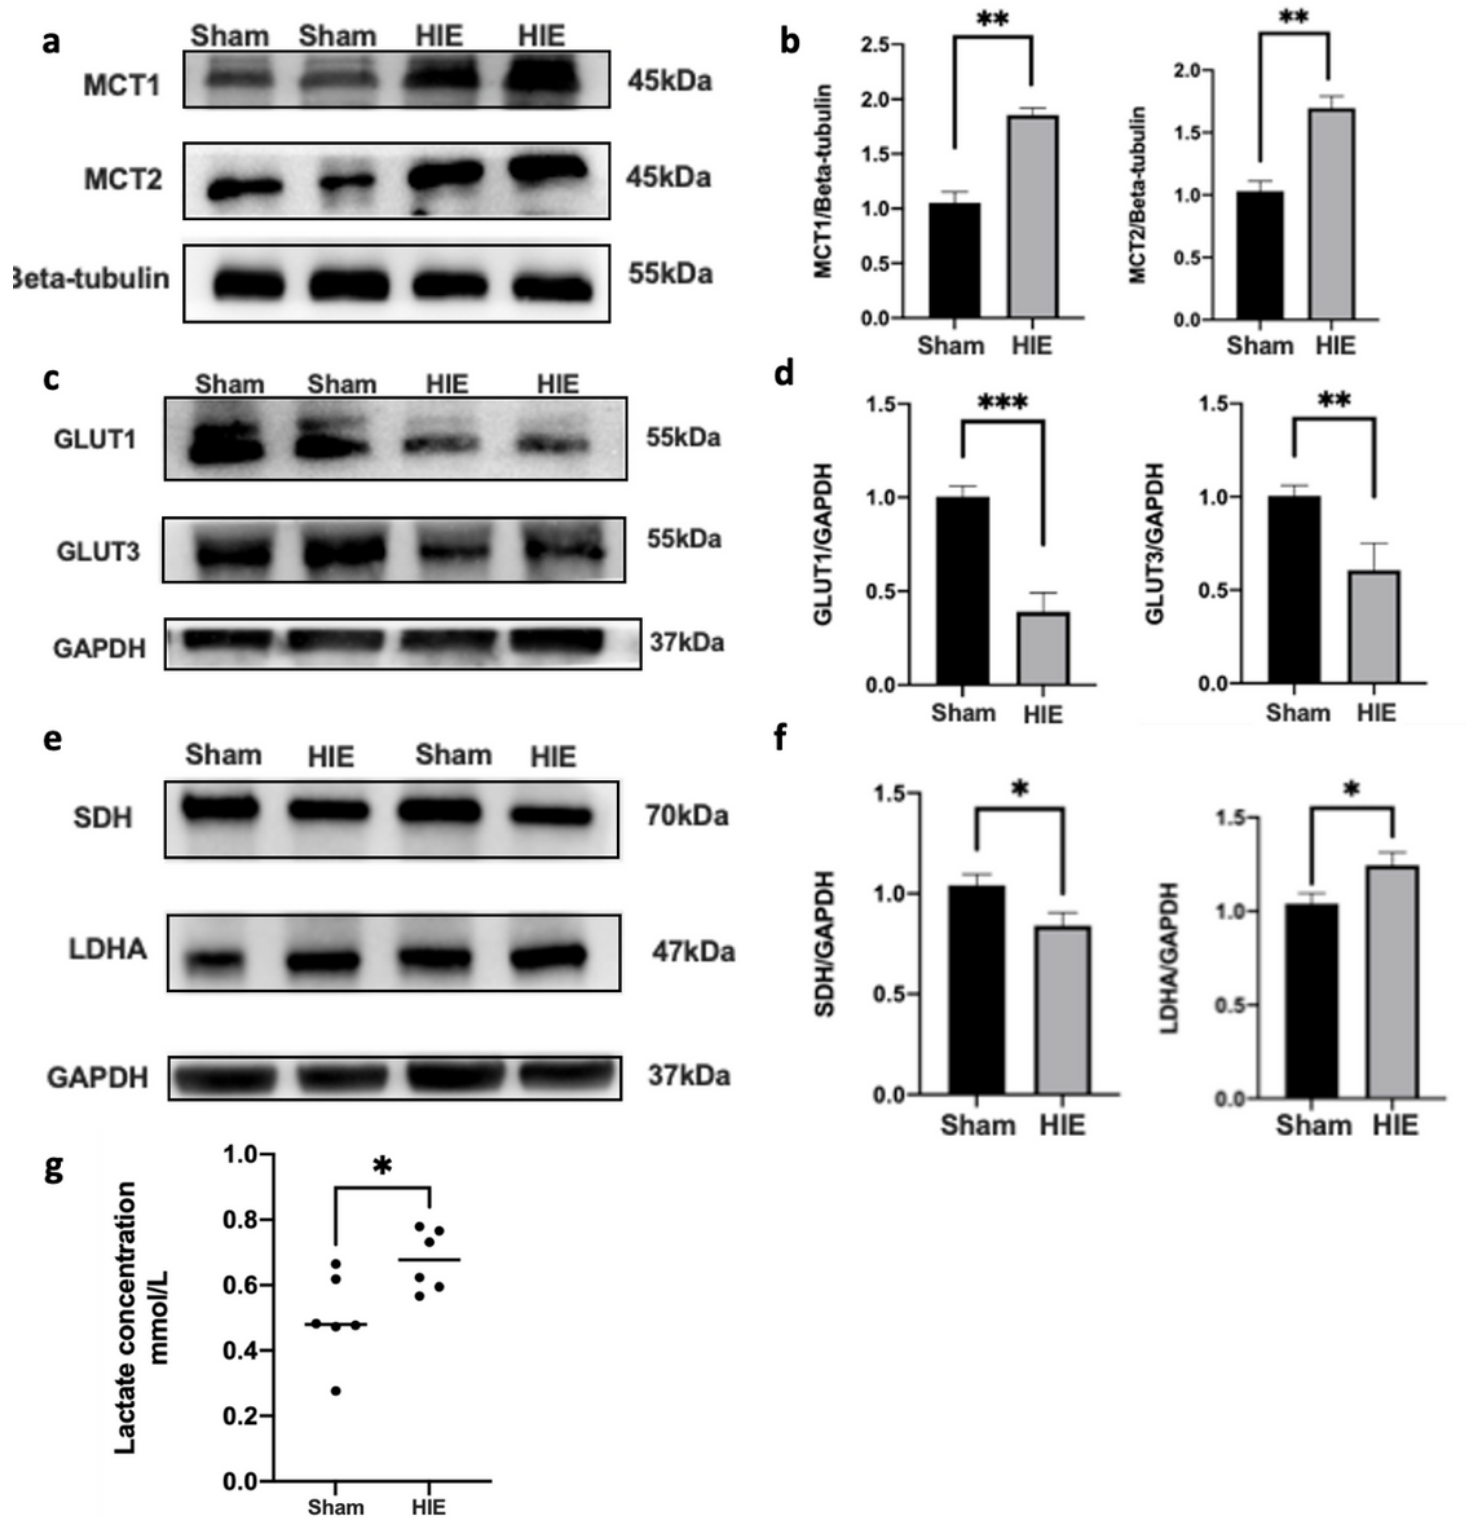 a
Sham Sham HIE HIE
MCT1 45kDa
MCT2 45kDa
Beta-tubulin 55kDa
b
**
2.5
2.0
1.5
1.0
0.5
0.0
MCT1/Beta-tubulin
Sham HIE
**
2.0
1.5
1.0
0.5
0.0
MCT2/Beta-tubulin
Sham HIE
c
Sham Sham HIE HIE
GLUT1 55kDa
GLUT3 55kDa
GAPDH 37kDa
d
***
1.5
1.0
0.5
0.0
GLUT1/GAPDH
Sham HIE
**
1.5
1.0
0.5
0.0
GLUT3/GAPDH
Sham HIE
e
Sham HIE Sham HIE
SDH 70kDa
LDHA 47kDa
GAPDH 37kDa
f
*
1.5
1.0
0.5
0.0
SDH/GAPDH
Sham HIE
*
1.5
1.0
0.5
0.0
LDHA/GAPDH
Sham HIE
g
*
1.0
0.8
0.6
0.4
0.2
0.0
Lactate concentration
mmol/L
Sham HIE